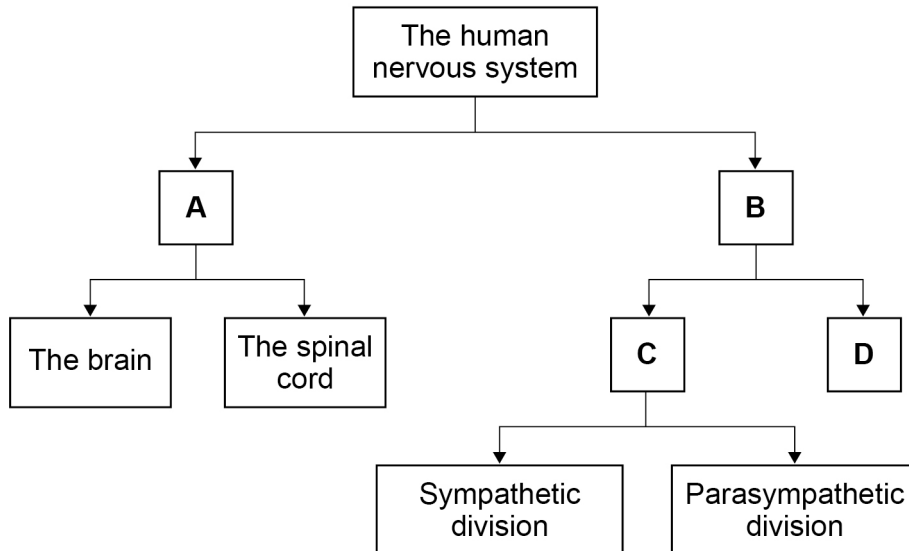 The human
nervous system
A
B
The brain
The spinal
cord
C
D
Sympathetic
division
Parasympathetic
division